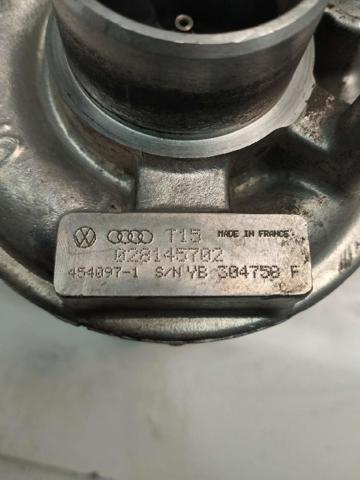 T15 MADE IN FRANCE
028145702
454097-1 S/N YB 304758 F